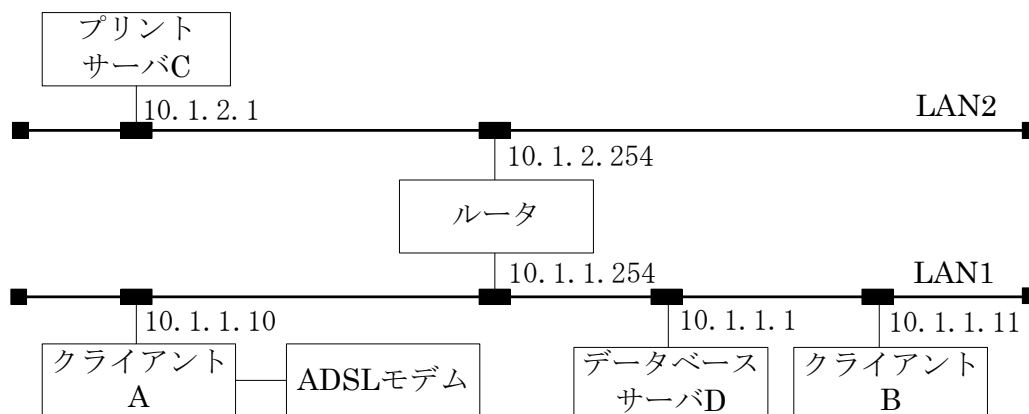 プリント
サーバC
10.1.2.1
LAN2
10.1.2.254
ルータ
10.1.1.254
LAN1
10.1.1.10
10.1.1.1
10.1.1.11
クライアント
A
ADSLモデム
データベース
サーバD
クライアント
B